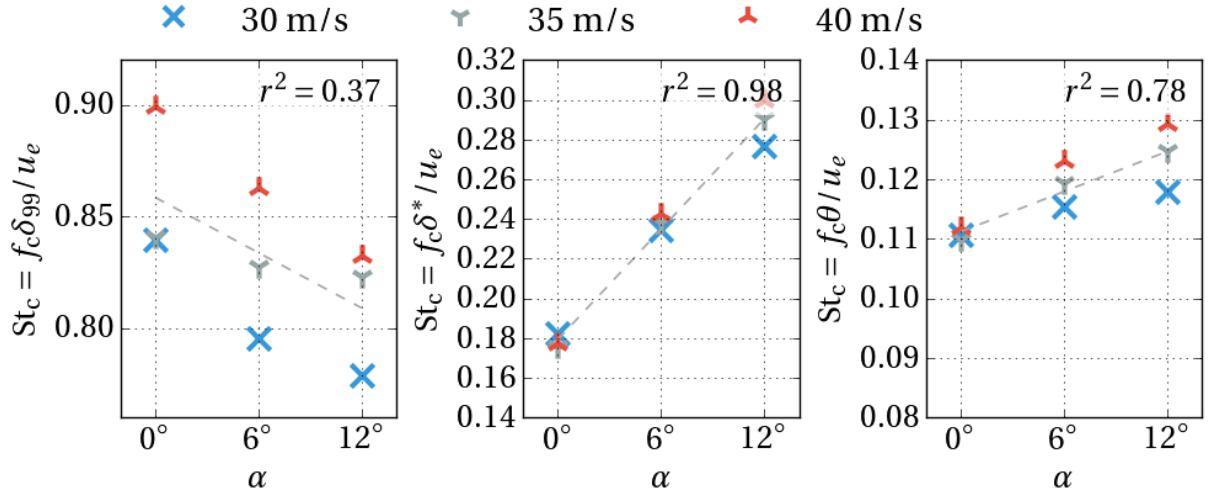 30 m/s 35 m/s 40 m/s
St_c = f_c δ_99/u_e
0.90
0.85
0.80
r² = 0.37
0° 6° 12°
α
St_c = f_c δ*/u_e
0.32
0.30
0.28
0.26
0.24
0.22
0.20
0.18
0.16
0.14
r² = 0.98
0° 6° 12°
α
St_c = f_c θ/u_e
0.14
0.13
0.12
0.11
0.10
0.09
0.08
r² = 0.78
0° 6° 12°
α